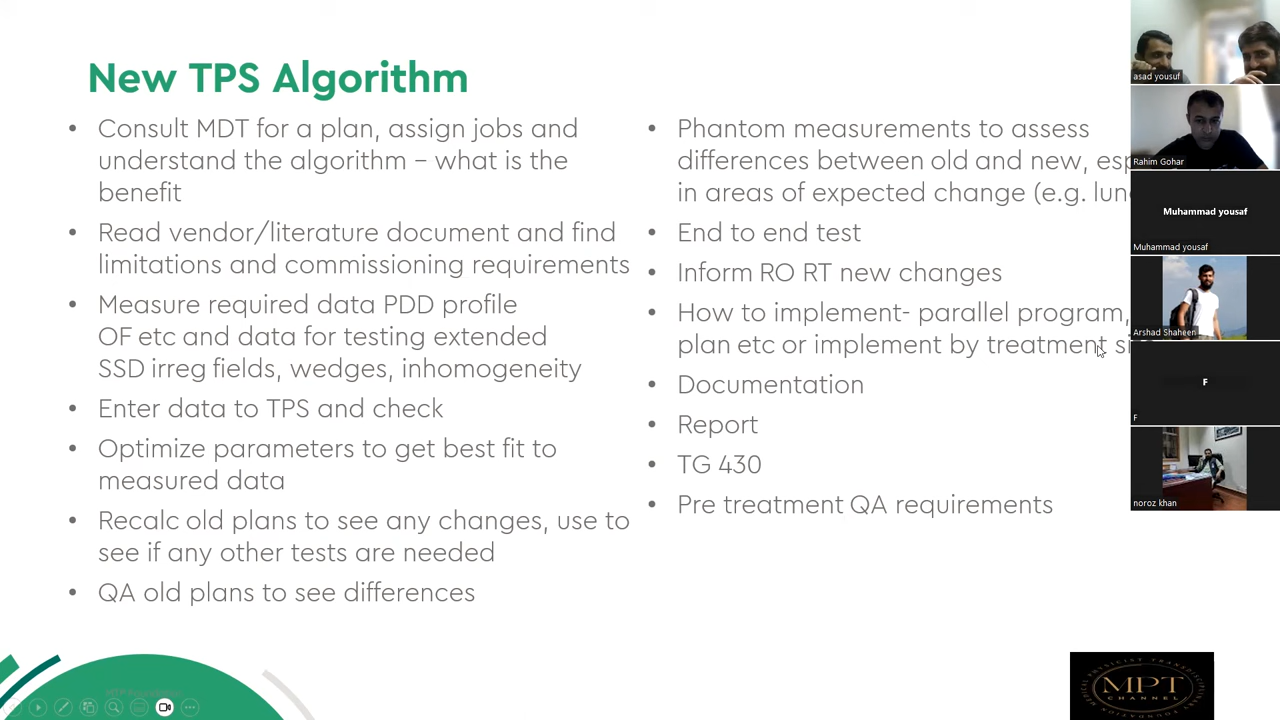 New TPS Algorithm
• Consult MDT for a plan, assign jobs and
understand the algorithm – what is the
benefit
• Read vendor/literature document and find
limitations and commissioning requirements
• Measure required data PDD profile
OF etc and data for testing extended
SSD irreg fields, wedges, inhomogeneity
• Enter data to TPS and check
• Optimize parameters to get best fit to
measured data
• Recalc old plans to see any changes, use to
see if any other tests are needed
• QA old plans to see differences
• Phantom measurements to assess
differences between old and new, esp
in areas of expected change (e.g. lun
• End to end test
• Inform RO RT new changes
• How to implement- parallel program,
plan etc or implement by treatment si
• Documentation
• Report
• TG 430
• Pre treatment QA requirements
asad yousuf
Rahim Gohar
Muhammad yousaf
Muhammad yousaf
Arshad Shaheen
F
F
noroz khan
MPT
CHANNEL